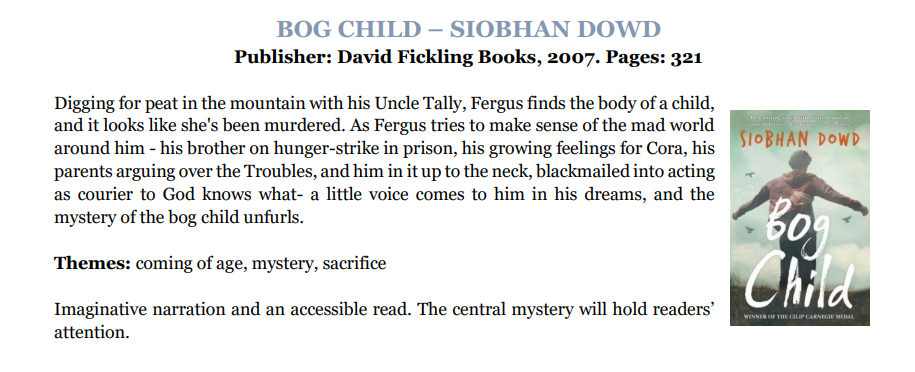 BOG CHILD – SIOBHAN DOWD
Publisher: David Fickling Books, 2007. Pages: 321
Digging for peat in the mountain with his Uncle Tally, Fergus finds the body of a child,
and it looks like she's been murdered. As Fergus tries to make sense of the mad world
around him - his brother on hunger-strike in prison, his growing feelings for Cora, his
parents arguing over the Troubles, and him in it up to the neck, blackmailed into acting
as courier to God knows what- a little voice comes to him in his dreams, and the
mystery of the bog child unfurls.
Themes: coming of age, mystery, sacrifice
Imaginative narration and an accessible read. The central mystery will hold readers’
attention.
SIOBHAN DOWD
Bog
Child
WINNER OF THE CILIP CARNEGIE MEDAL